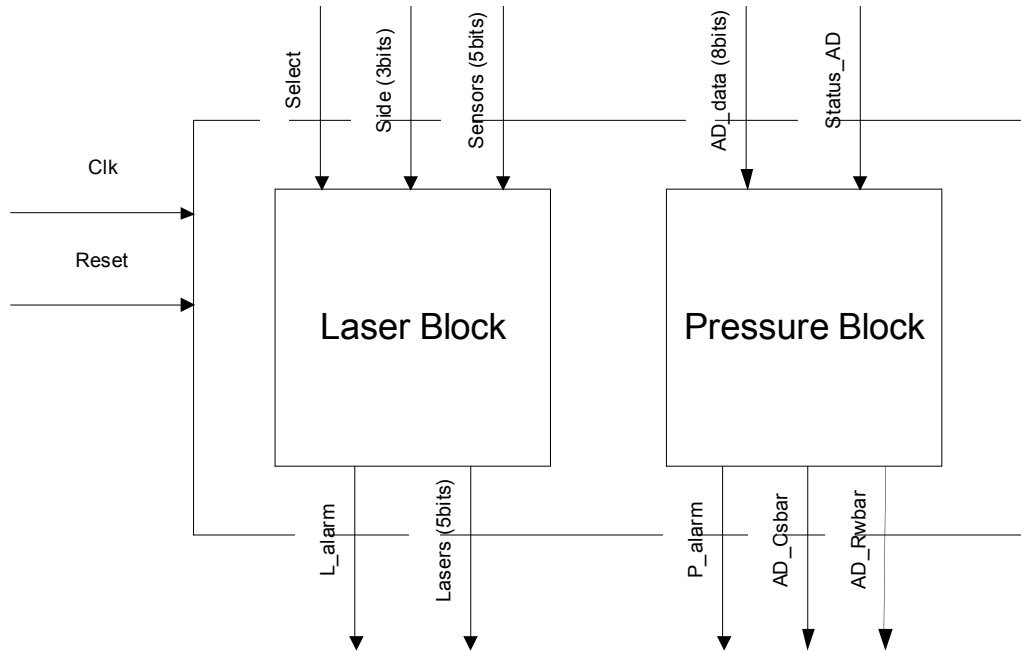 Select
Side (3bits)
Sensors (5bits)
AD_data (8bits)
Status_AD
Clk
Reset
Laser Block
Pressure Block
L_alarm
Lasers (5bits)
P_alarm
AD_Csbar
AD_Rwbar